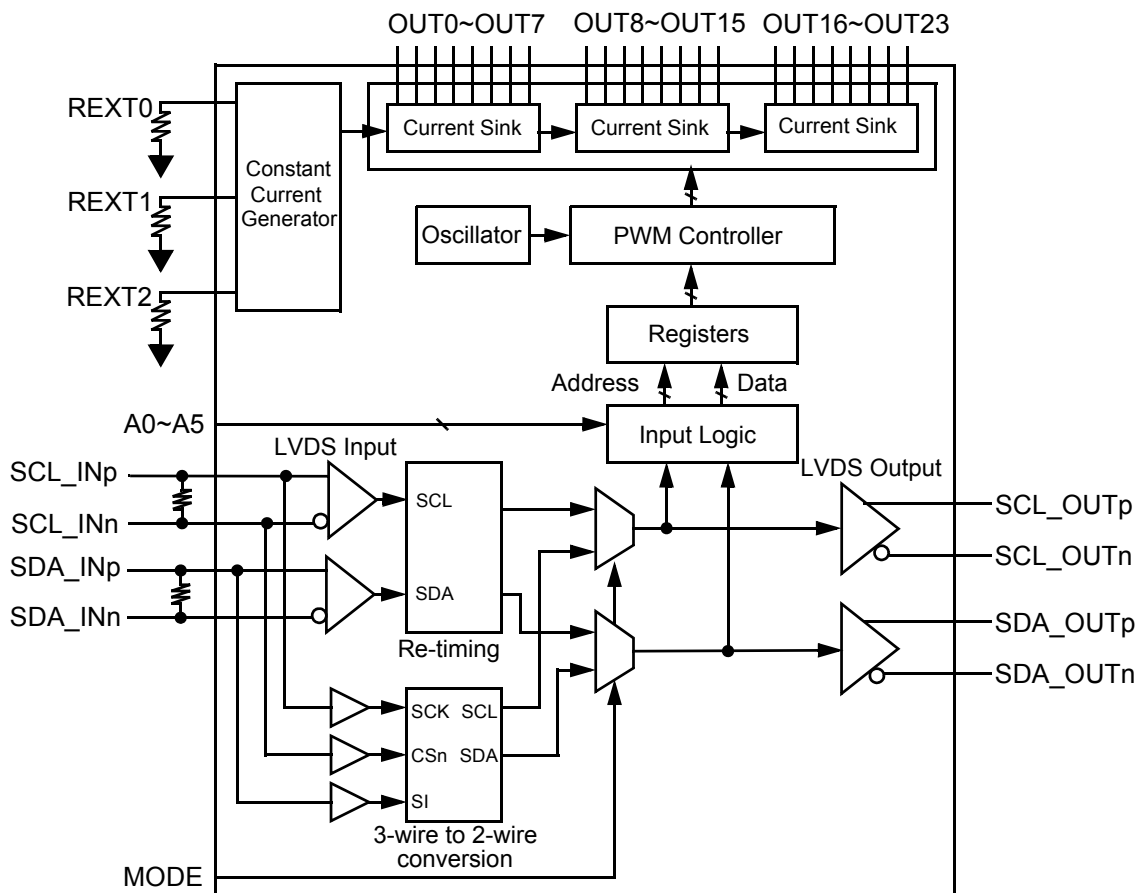 OUT0~OUT7
OUT8~OUT15
OUT16~OUT23
REXT0
REXT1
REXT2
Constant
Current
Generator
Current Sink
Current Sink
Current Sink
Oscillator
PWM Controller
Registers
Address
Data
A0~A5
Input Logic
LVDS Input
LVDS Output
SCL_INp
SCL_INn
SDA_INp
SDA_INn
SCL
SDA
Re-timing
SCL_OUTp
SCL_OUTn
SDA_OUTp
SDA_OUTn
SCK SCL
CSn SDA
SI
3-wire to 2-wire
conversion
MODE